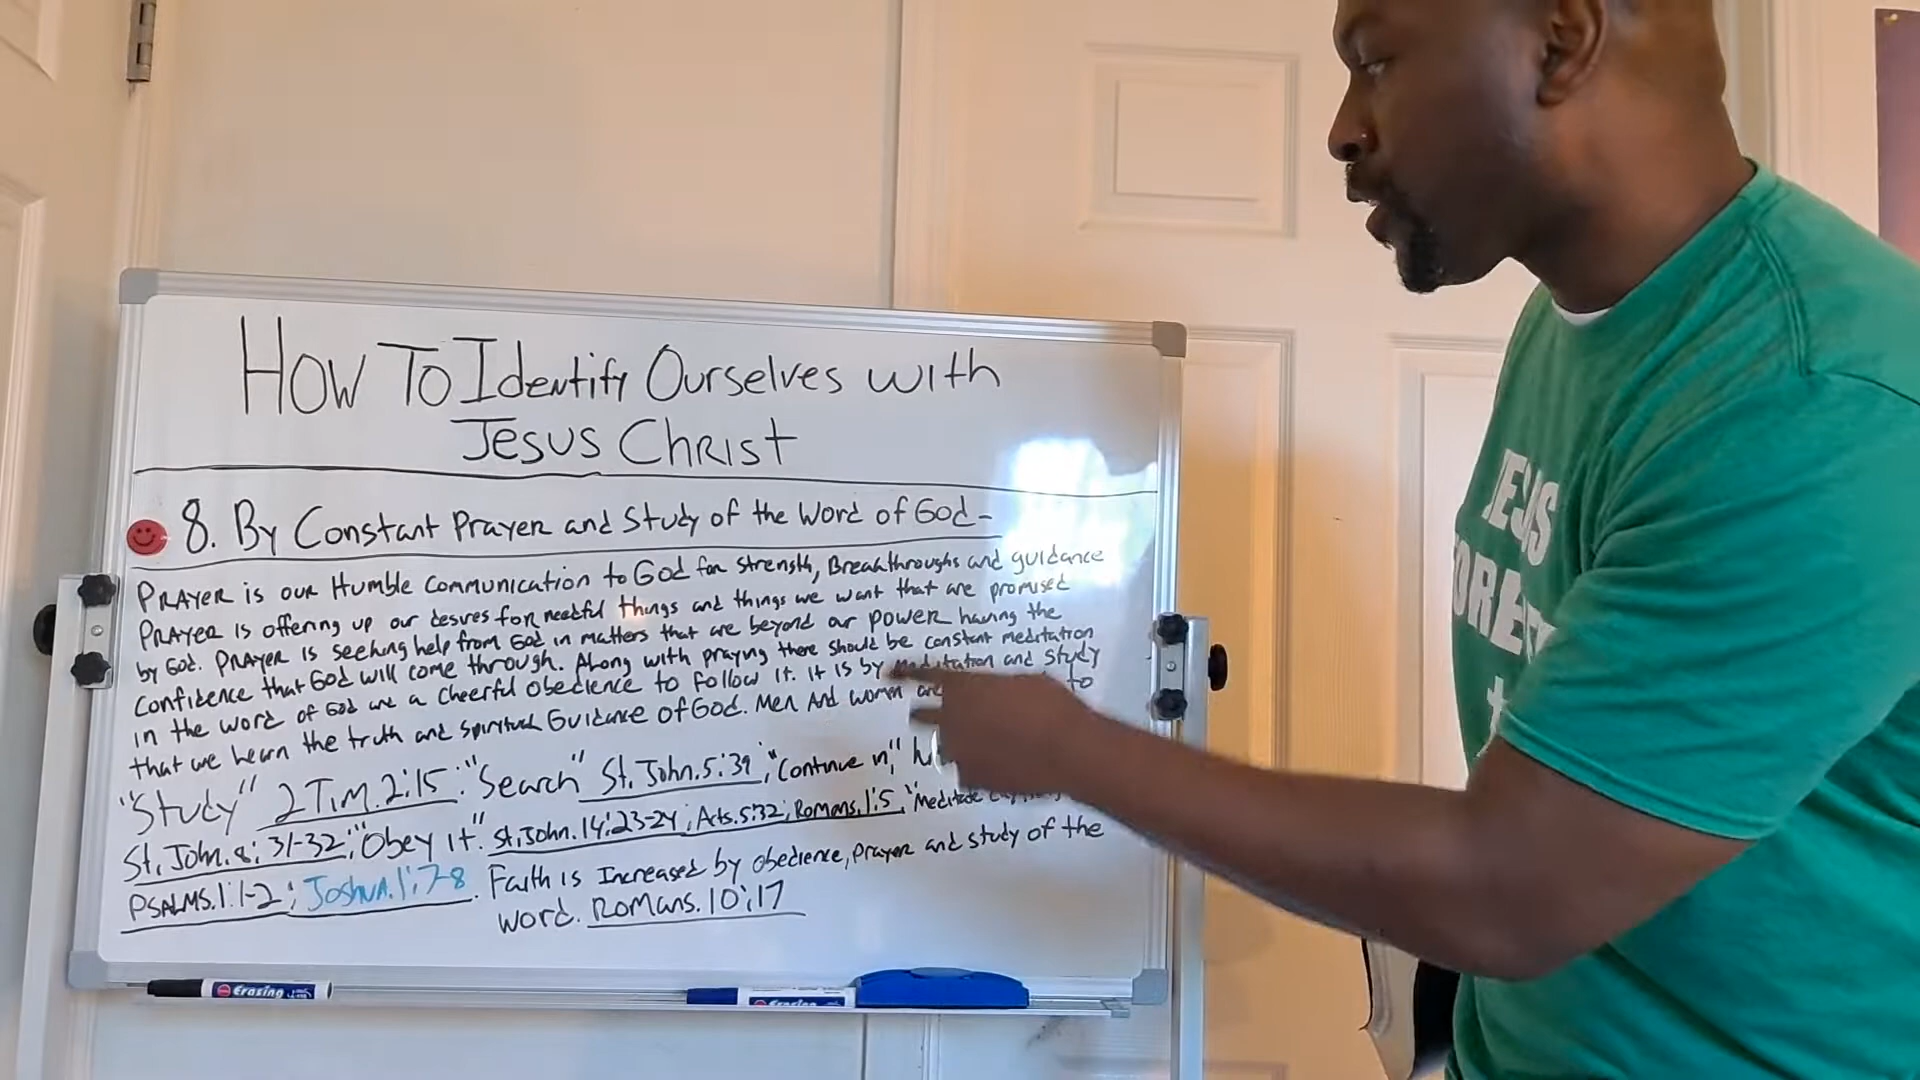 How To Identify Ourselves with
Jesus Christ
8. By Constant Prayer and Study of the Word of God-
Prayer is our Humble communication to God for strength, Breakthroughs and guidance
Prayer is offering up our desires for needful things and things we want that are promised
by God. Prayer is seeking help from God in matters that are beyond our power having the
confidence that God will come through. Along with praying there should be constant meditation
in the word of God and a cheerful obedience to follow it. It is by meditation and study
that we learn the truth and spiritual Guidance of God. Men And women to
"Study" 2 Tim. 2:15: "Search" St. John. 5:39; "Continue in",
St. John. 8:31-32; "Obey it". St. John. 14:23-24; Acts. 5:32; Romans. 1:5, "Meditate
Psalms. 1:1-2; Joshua. 1:7-8. Faith is Increased by obedience, prayer and study of the
word. Romans. 10:17
Erasing
Erasing
JESUS